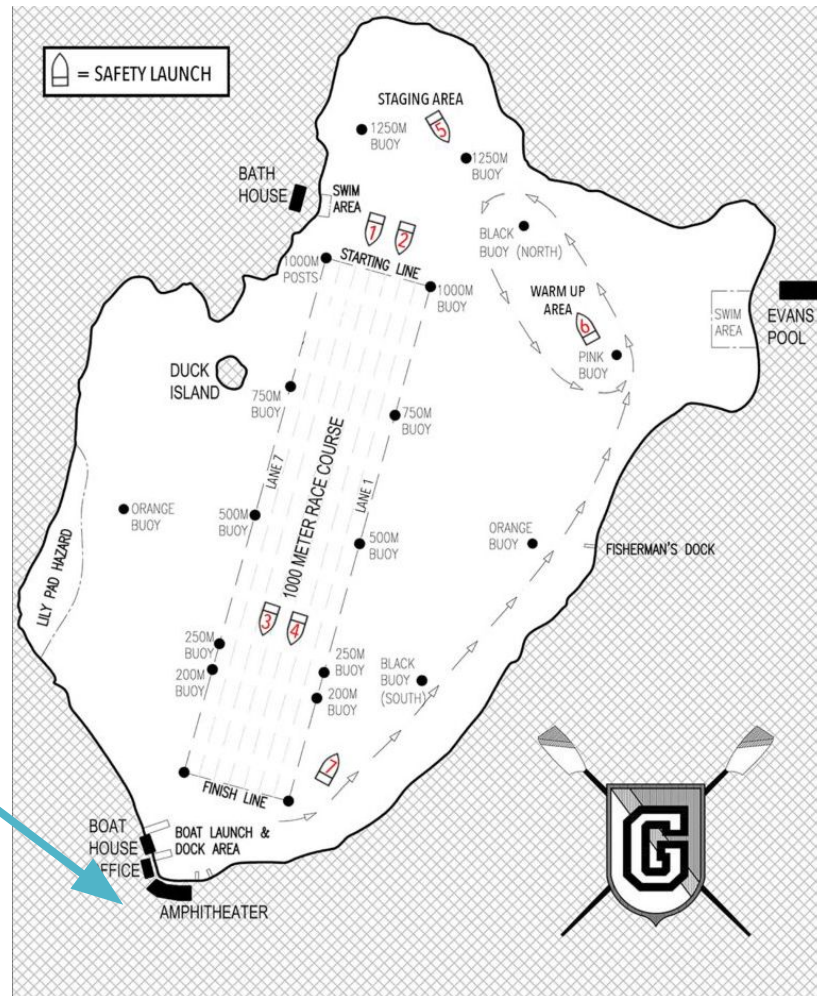 = SAFETY LAUNCH
STAGING AREA
5
1250M
BUOY
1250M
BUOY
BATH
HOUSE
SWIM
AREA
1
2
BLACK
BUOY (NORTH)
1000M
POSTS
STARTING LINE
1000M
BUOY
WARM UP
AREA
6
SWIM
AREA
EVANS
POOL
PINK
BUOY
DUCK
ISLAND
750M
BUOY
750M
BUOY
1000 METER RACE COURSE
LANE 7
LANE 1
ORANGE
BUOY
500M
BUOY
500M
BUOY
ORANGE
BUOY
FISHERMAN'S DOCK
LILY PAD HAZARD
3
4
250M
BUOY
200M
BUOY
250M
BUOY
200M
BUOY
BLACK
BUOY
(SOUTH)
7
FINISH LINE
BOAT
HOUSE
OFFICE
BOAT LAUNCH &
DOCK AREA
AMPHITHEATER
G